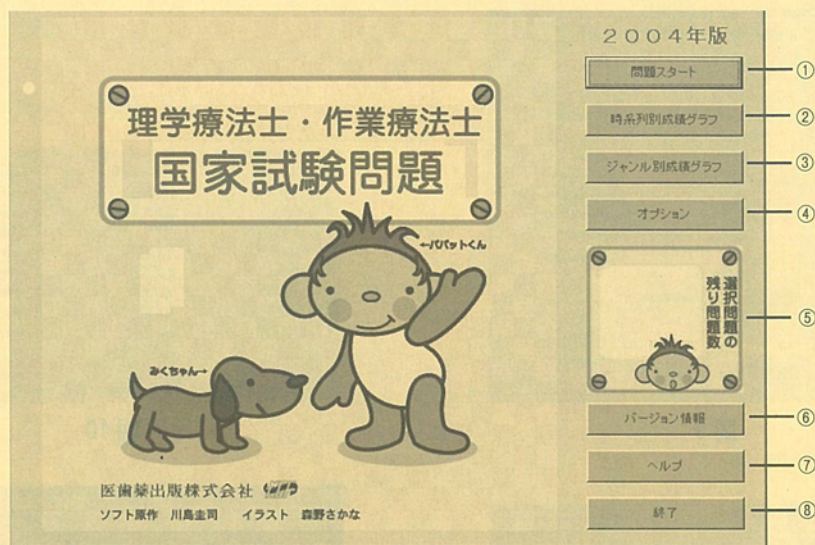 2004年版
理学療法士・作業療法士
国家試験問題
←パパットくん
みくちゃん→
医歯薬出版株式会社
ソフト原作 川島圭司 イラスト 森野さかな
問題スタート
①
時系列別成績グラフ
②
ジャンル別成績グラフ
③
オプション
④
選択問題の
残り問題数
⑤
バージョン情報
⑥
ヘルプ
⑦
終了
⑧